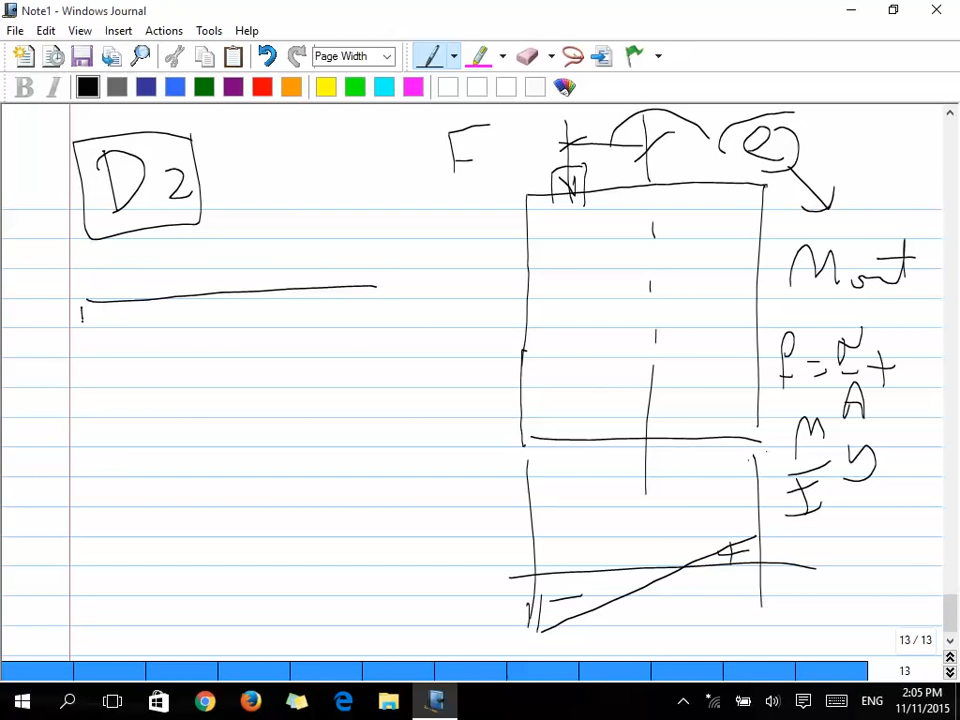 Note1 - Windows Journal
File Edit View Insert Actions Tools Help
Page Width
B I
D2
F
e
M ext
f = N/A +
M/I y
-
+
13 / 13
13
ENG
2:05 PM
11/11/2015